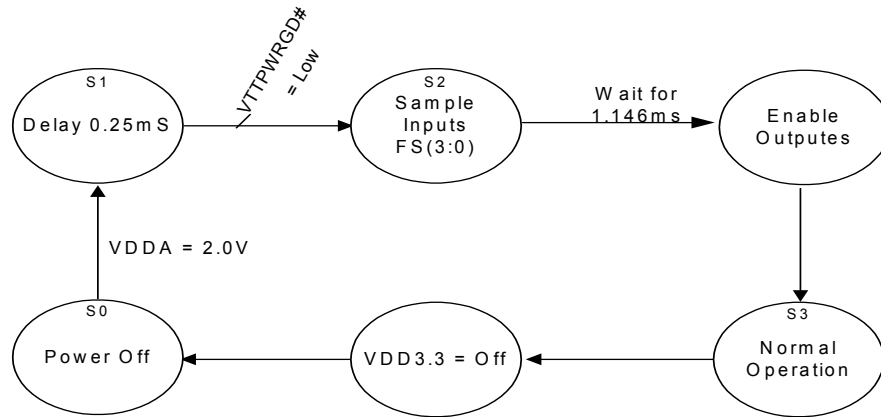 S1
Delay 0.25mS
VTTPWRGD#
= Low
S2
Sample
Inputs
FS(3:0)
Wait for
1.146ms
Enable
Outputes
VDDA = 2.0V
S0
Power Off
VDD3.3 = Off
S3
Normal
Operation